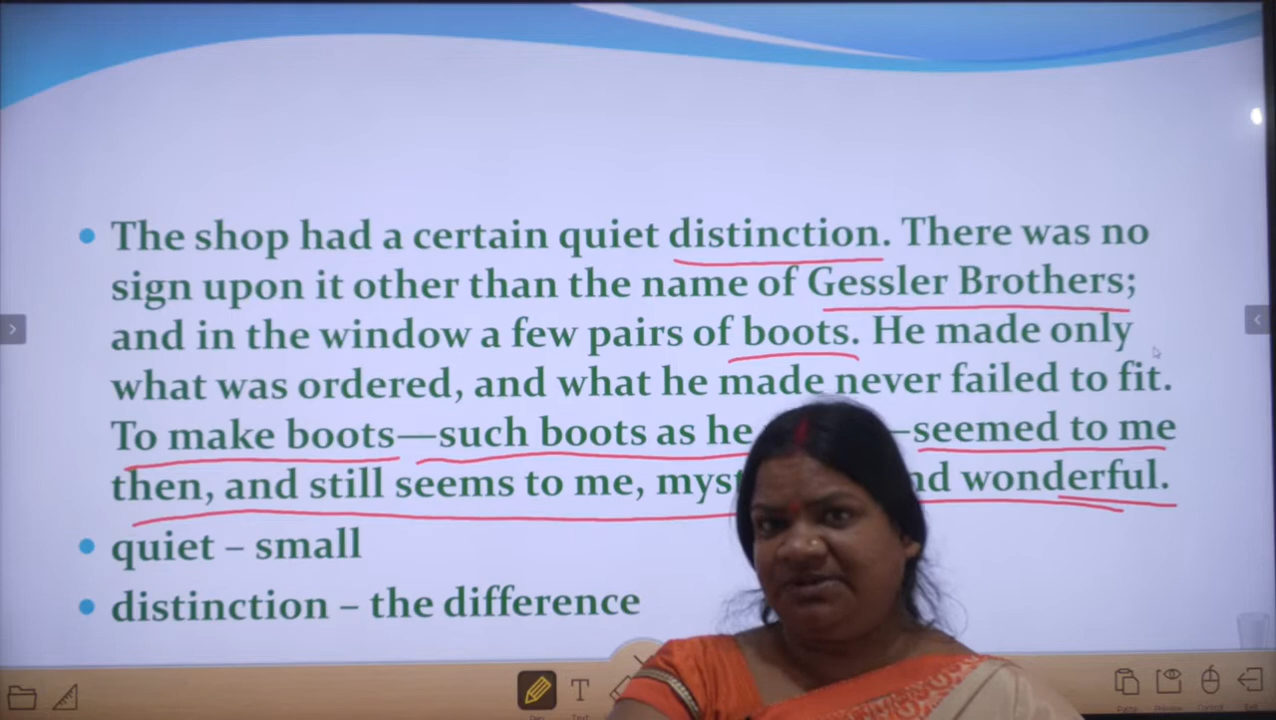 The shop had a certain quiet distinction. There was no
sign upon it other than the name of Gessler Brothers;
and in the window a few pairs of boots. He made only
what was ordered, and what he made never failed to fit.
To make boots—such boots as he —seemed to me
then, and still seems to me, wonderful.
quiet – small
distinction – the difference